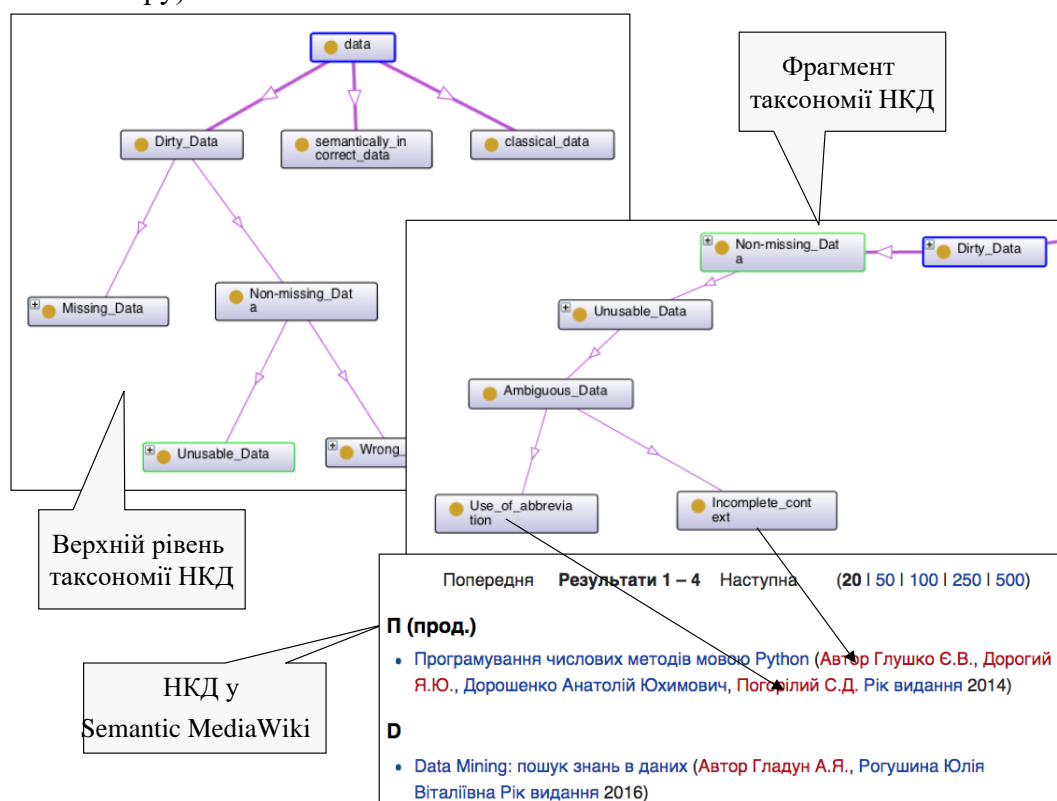 data
Dirty_Data
semantically_in
correct_data
classical_data
Missing_Data
Non-missing_Dat
a
Unusable_Data
Wrong_
Верхній рівень
таксономії НКД
Фрагмент
таксономії НКД
Non-missing_Dat
a
Dirty_Data
Unusable_Data
Ambiguous_Data
Use_of_abbrevia
tion
Incomplete_cont
ext
НКД у
Semantic MediaWiki
Попередня Результати 1 – 4 Наступна (20 | 50 | 100 | 250 | 500)
П (прод.)
• Програмування числових методів мовою Python (Автор Глушко Є.В., Дорогий
Я.Ю., Дорошенко Анатолій Юхимович, Погорілий С.Д. Рік видання 2014)
D
• Data Mining: пошук знань в даних (Автор Гладун А.Я., Рогушина Юлія
Віталіївна Рік видання 2016)